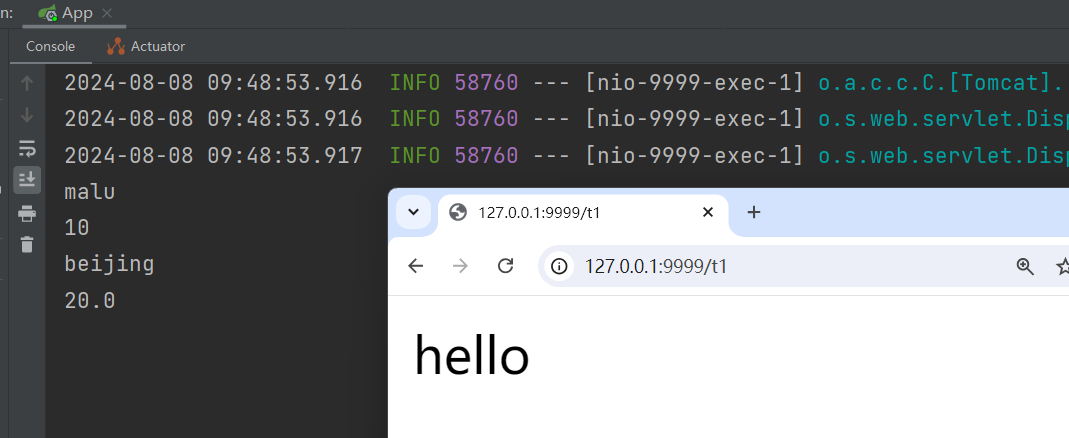 n:
App
Console
Actuator
2024-08-08 09:48:53.916 INFO 58760 --- [nio-9999-exec-1] o.a.c.c.C.[Tomcat].
2024-08-08 09:48:53.916 INFO 58760 --- [nio-9999-exec-1] o.s.web.servlet.Disp
2024-08-08 09:48:53.917 INFO 58760 --- [nio-9999-exec-1] o.s.web.servlet.Disp
malu
10
beijing
20.0
127.0.0.1:9999/t1
127.0.0.1:9999/t1
hello